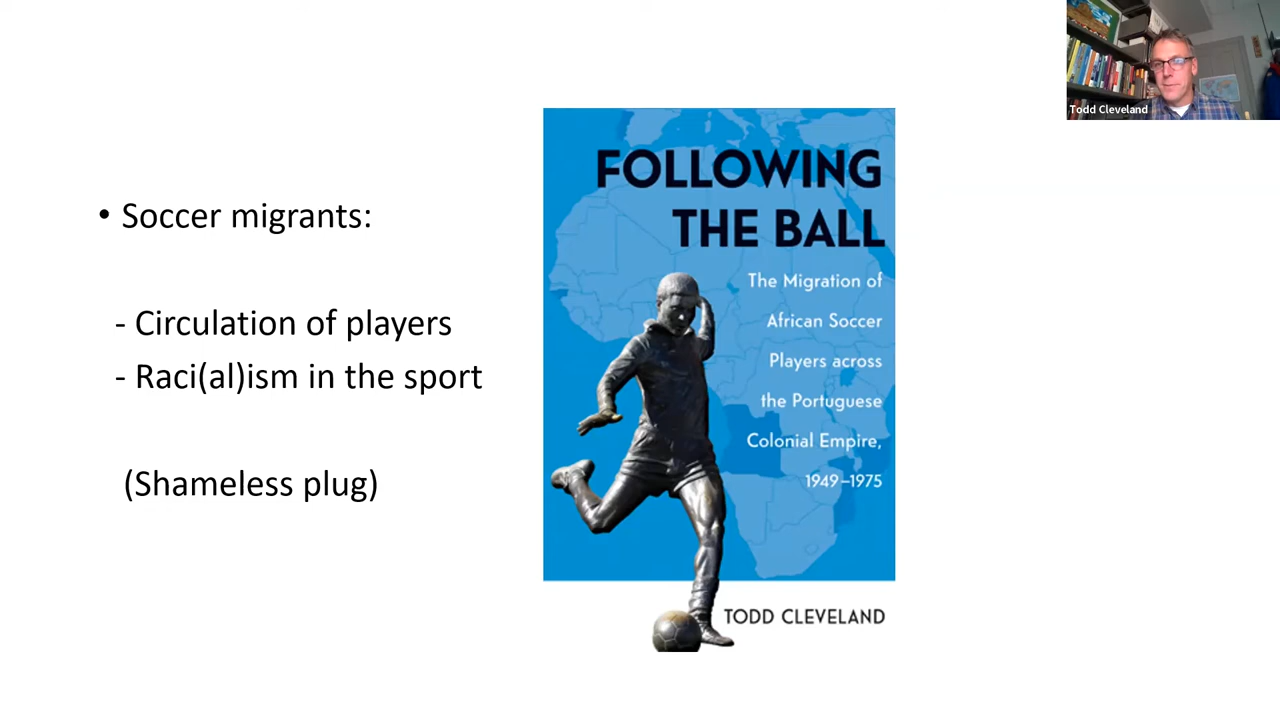 Todd Cleveland
• Soccer migrants:
- Circulation of players
- Raci(al)ism in the sport
(Shameless plug)
FOLLOWING
THE BALL
The Migration of
African Soccer
Players across
the Portuguese
Colonial Empire,
1949–1975
TODD CLEVELAND